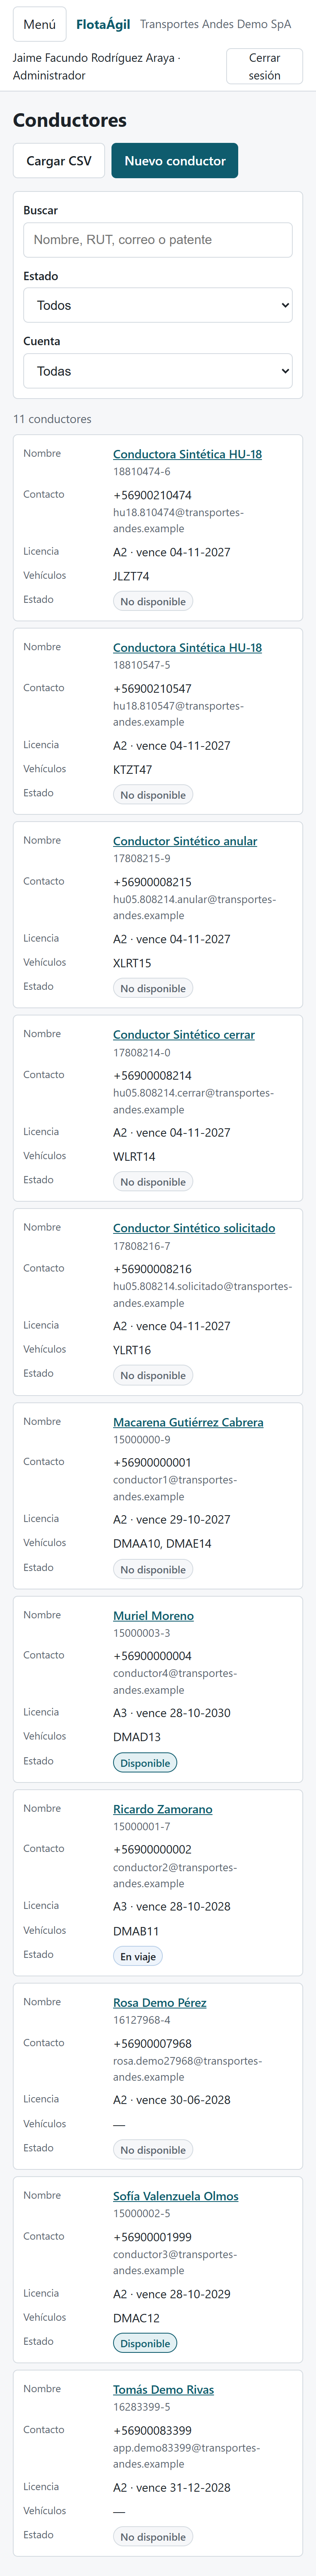 Menú FlotaÁgil Transportes Andes Demo SpA
Jaime Facundo Rodríguez Araya ·
Administrador
Cerrar
sesión
Conductores
Cargar CSV Nuevo conductor
Buscar
Nombre, RUT, correo o patente
Estado
Todos
Cuenta
Todas
11 conductores
Nombre Conductora Sintética HU-18
18810474-6
Contacto +56900210474
hu18.810474@transportes-
andes.example
Licencia A2 · vence 04-11-2027
Vehículos JLZT74
Estado No disponible
Nombre Conductora Sintética HU-18
18810547-5
Contacto +56900210547
hu18.810547@transportes-
andes.example
Licencia A2 · vence 04-11-2027
Vehículos KTZT47
Estado No disponible
Nombre Conductor Sintético anular
17808215-9
Contacto +56900008215
hu05.808214.anular@transportes-
andes.example
Licencia A2 · vence 04-11-2027
Vehículos XLRT15
Estado No disponible
Nombre Conductor Sintético cerrar
17808214-0
Contacto +56900008214
hu05.808214.cerrar@transportes-
andes.example
Licencia A2 · vence 04-11-2027
Vehículos WLRT14
Estado No disponible
Nombre Conductor Sintético solicitado
17808216-7
Contacto +56900008216
hu05.808214.solicitado@transportes-
andes.example
Licencia A2 · vence 04-11-2027
Vehículos YLRT16
Estado No disponible
Nombre Macarena Gutiérrez Cabrera
15000000-9
Contacto +56900000001
conductor1@transportes-
andes.example
Licencia A2 · vence 29-10-2027
Vehículos DMAA10, DMAE14
Estado No disponible
Nombre Muriel Moreno
15000003-3
Contacto +56900000004
conductor4@transportes-
andes.example
Licencia A3 · vence 28-10-2030
Vehículos DMAD13
Estado Disponible
Nombre Ricardo Zamorano
15000001-7
Contacto +56900000002
conductor2@transportes-
andes.example
Licencia A3 · vence 28-10-2028
Vehículos DMAB11
Estado En viaje
Nombre Rosa Demo Pérez
16127968-4
Contacto +56900007968
rosa.demo27968@transportes-
andes.example
Licencia A2 · vence 30-06-2028
Vehículos —
Estado No disponible
Nombre Sofía Valenzuela Olmos
15000002-5
Contacto +56900001999
conductor3@transportes-
andes.example
Licencia A2 · vence 28-10-2029
Vehículos DMAC12
Estado Disponible
Nombre Tomás Demo Rivas
16283399-5
Contacto +56900083399
app.demo83399@transportes-
andes.example
Licencia A2 · vence 31-12-2028
Vehículos —
Estado No disponible